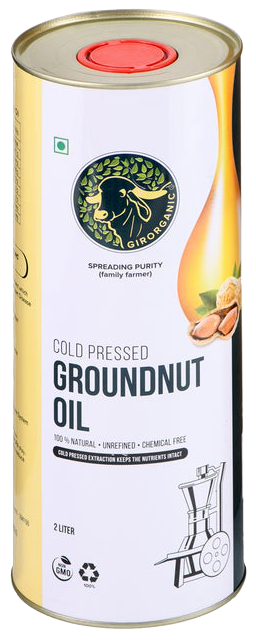 GIRORGANIC
SPREADING PURITY
(family farmer)
COLD PRESSED
GROUNDNUT
OIL
100 % NATURAL • UNREFINED • CHEMICAL FREE
COLD PRESSED EXTRACTION KEEPS THE NUTRIENTS INTACT
2 LITER
NON
GMO
100%